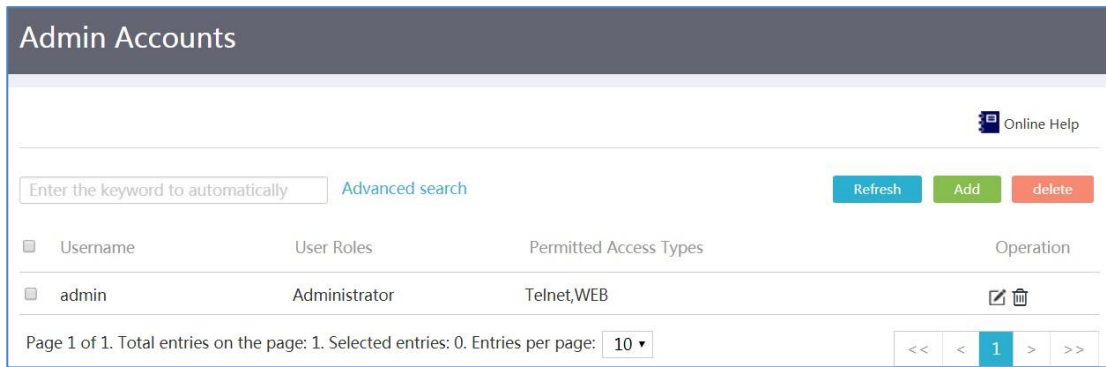 Admin Accounts
Online Help
Enter the keyword to automatically Advanced search Refresh Add delete
Username User Roles Permitted Access Types Operation
admin Administrator Telnet,WEB
Page 1 of 1. Total entries on the page: 1. Selected entries: 0. Entries per page: 10 << < 1 > >>